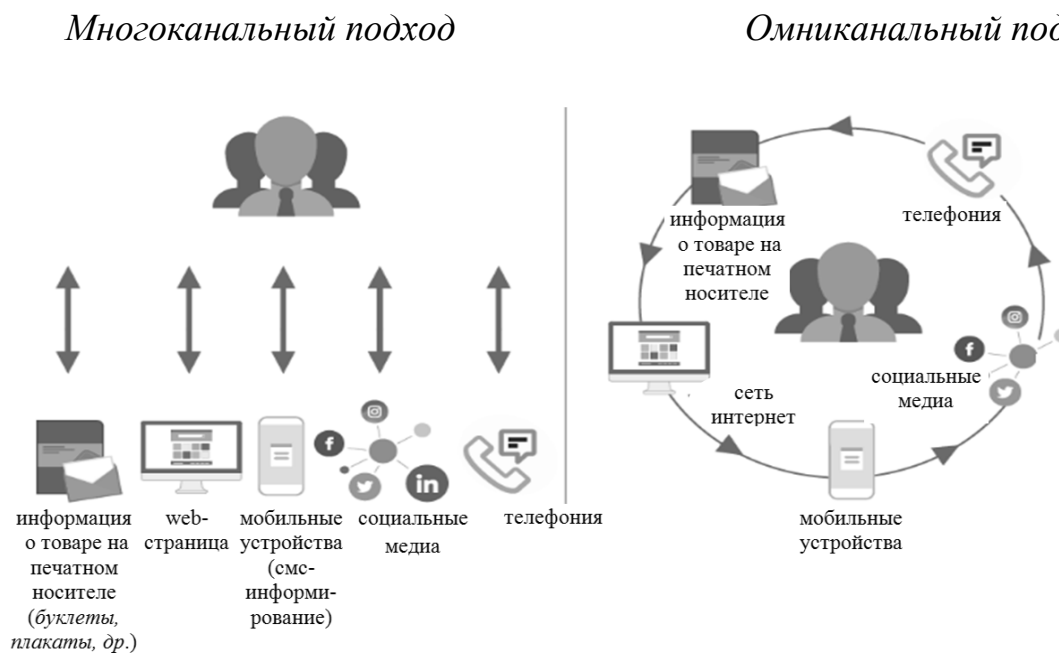 Многоканальный подход
информация
о товаре на
печатном
носителе
(буклеты,
плакаты, др.)
web-
страница
мобильные
устройства
(смс-
информи-
рование)
социальные
медиа
in
телефония
Омниканальный под
информация
о товаре на
печатном
носителе
телефония
сеть
интернет
социальные
медиа
мобильные
устройства